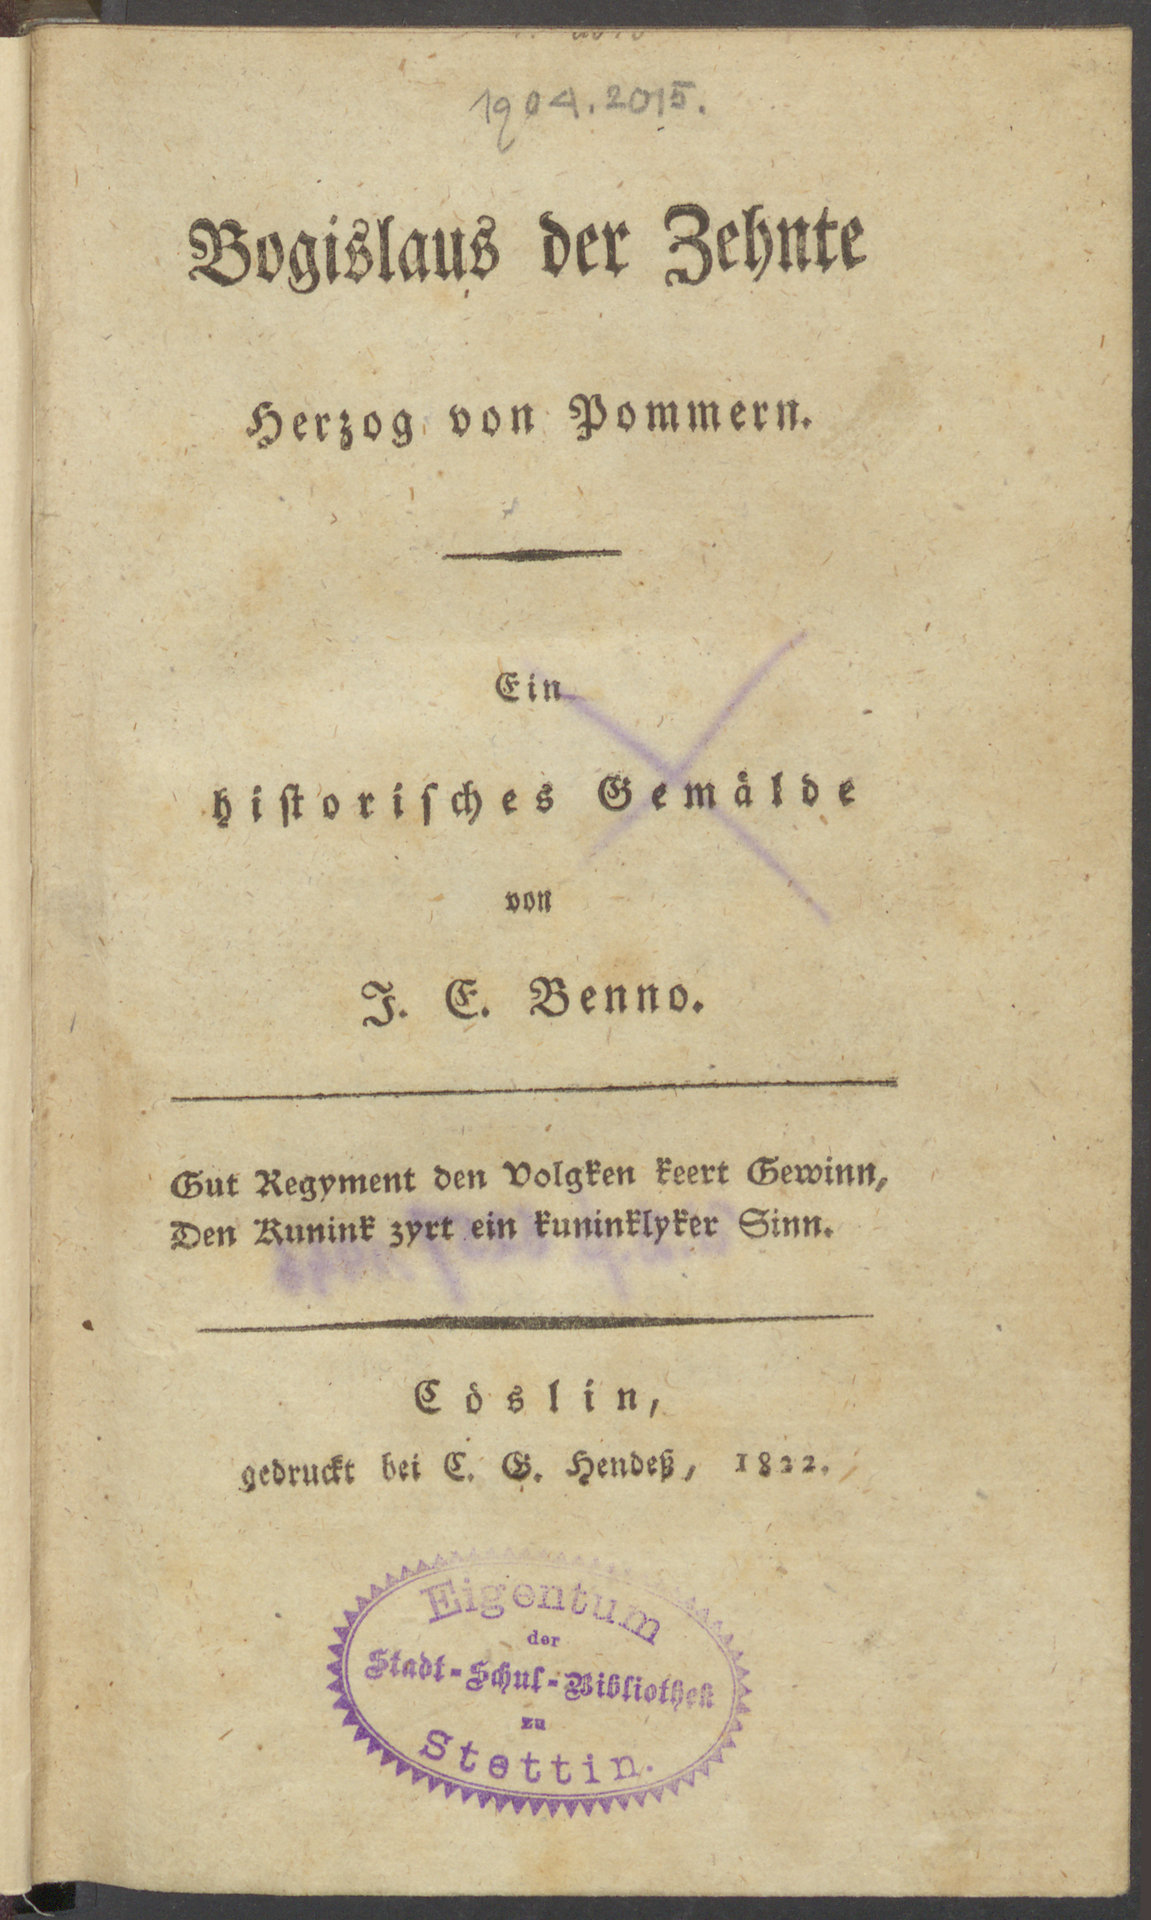 1904.2015.
Bogislaus der Zehnte
Herzog von Pommern.
Ein
historisches Gemälde
von
J. E. Benno.
Gut Regyment den Volgken keert Gewinn,
Den Kunink zyrt ein kuninklyker Sinn.
Cöslin,
gedruckt bei C. G. Hendeß, 1822.
Eigentum
der
Stadt-Schul-Bibliothek
zu
Stettin.